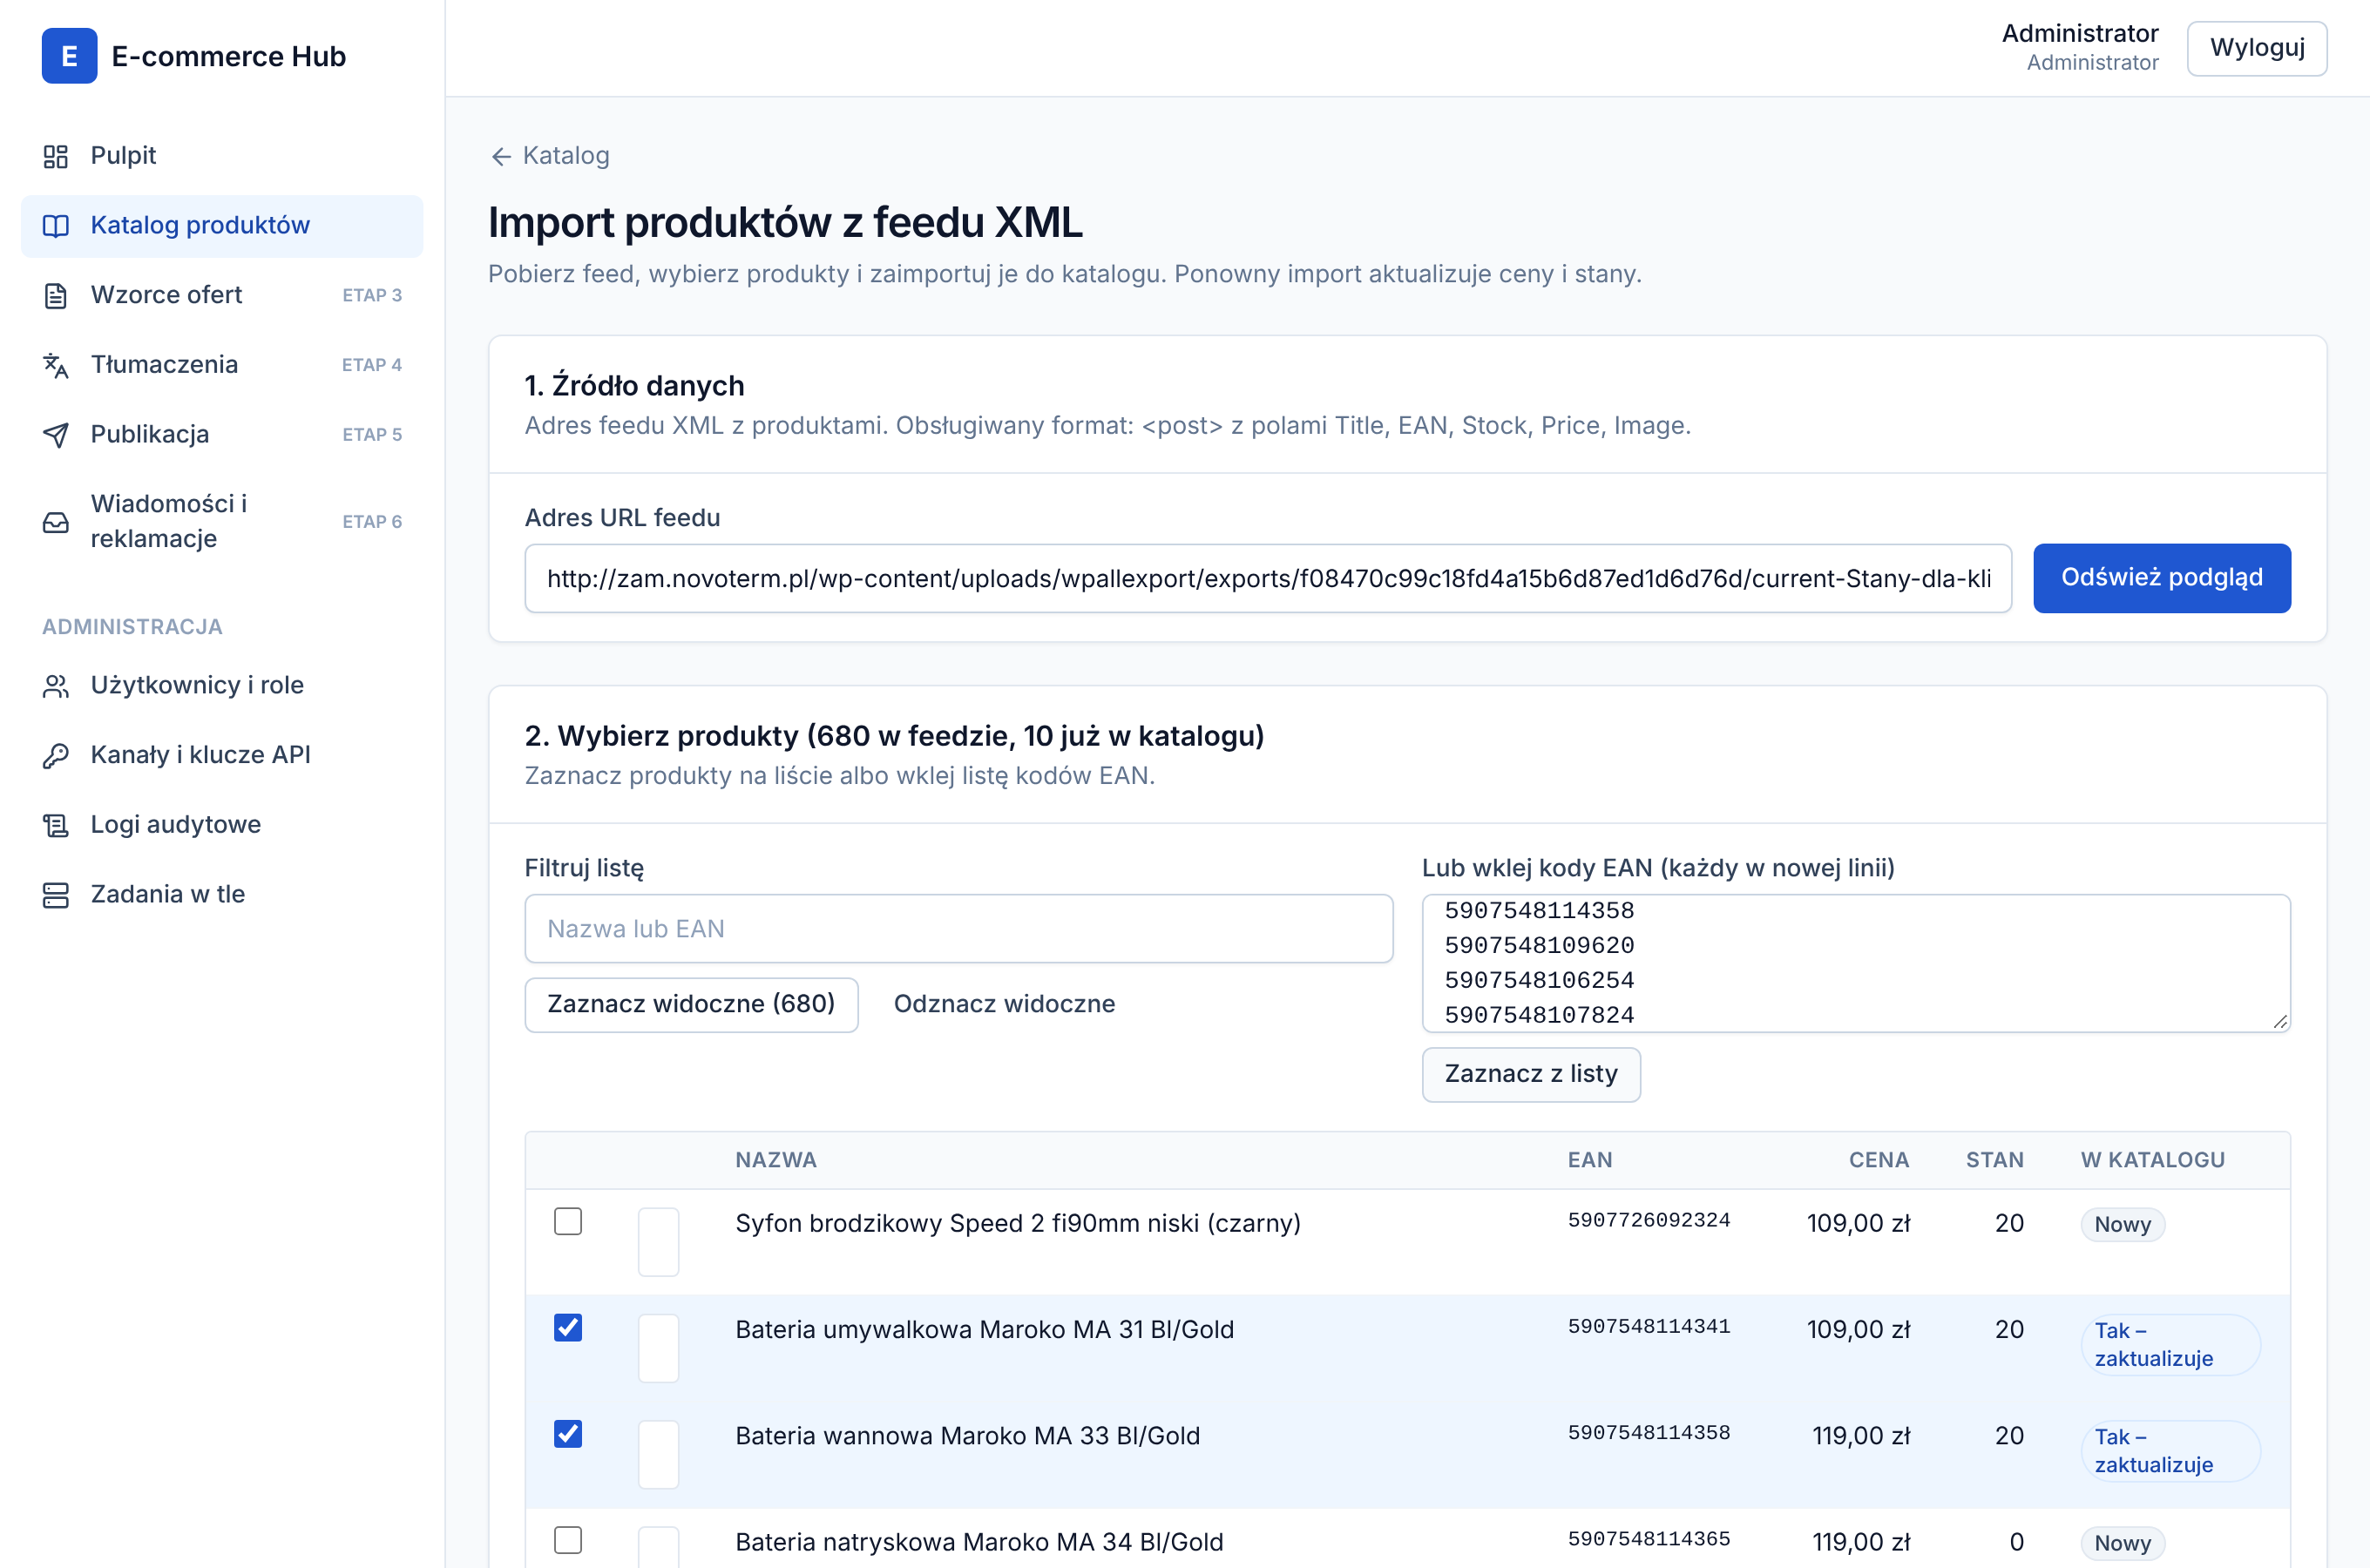 E
E-commerce Hub
Administrator
Administrator
Wyloguj
Pulpit
Katalog produktów
Wzorce ofert
ETAP 3
Tłumaczenia
ETAP 4
Publikacja
ETAP 5
Wiadomości i
reklamacje
ETAP 6
ADMINISTRACJA
Użytkownicy i role
Kanały i klucze API
Logi audytowe
Zadania w tle
← Katalog
Import produktów z feedu XML
Pobierz feed, wybierz produkty i zaimportuj je do katalogu. Ponowny import aktualizuje ceny i stany.
1. Źródło danych
Adres feedu XML z produktami. Obsługiwany format: <post> z polami Title, EAN, Stock, Price, Image.
Adres URL feedu
http://zam.novoterm.pl/wp-content/uploads/wpallexport/exports/f08470c99c18fd4a15b6d87ed1d6d76d/current-Stany-dla-kli
Odśwież podgląd
2. Wybierz produkty (680 w feedzie, 10 już w katalogu)
Zaznacz produkty na liście albo wklej listę kodów EAN.
Filtruj listę
Nazwa lub EAN
Zaznacz widoczne (680)
Odznacz widoczne
Lub wklej kody EAN (każdy w nowej linii)
5907548114358
5907548109620
5907548106254
5907548107824
Zaznacz z listy
NAZWA EAN CENA STAN W KATALOGU
Syfon brodzikowy Speed 2 fi90mm niski (czarny) 5907726092324 109,00 zł 20 Nowy
Bateria umywalkowa Maroko MA 31 Bl/Gold 5907548114341 109,00 zł 20 Tak –
zaktualizuje
Bateria wannowa Maroko MA 33 Bl/Gold 5907548114358 119,00 zł 20 Tak –
zaktualizuje
Bateria natryskowa Maroko MA 34 Bl/Gold 5907548114365 119,00 zł 0 Nowy